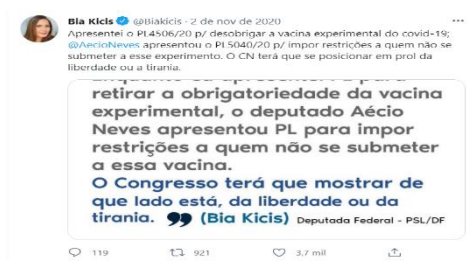 Bia Kicis @Biakicis · 2 de nov de 2020
Apresentei o PL4506/20 p/ desobrigar a vacina experimental do covid-19;
@AecioNeves apresentou o PL5040/20 p/ impor restrições a quem não se
submeter a esse experimento. O CN terá que se posicionar em prol da
liberdade ou a tirania.
retirar a obrigatoriedade da vacina
experimental, o deputado Aécio
Neves apresentou PL para impor
restrições a quem não se submeter
a essa vacina.
O Congresso terá que mostrar de
que lado está, da liberdade ou da
tirania. (Bia Kicis) Deputada Federal - PSL/DF
119 921 3,7 mil